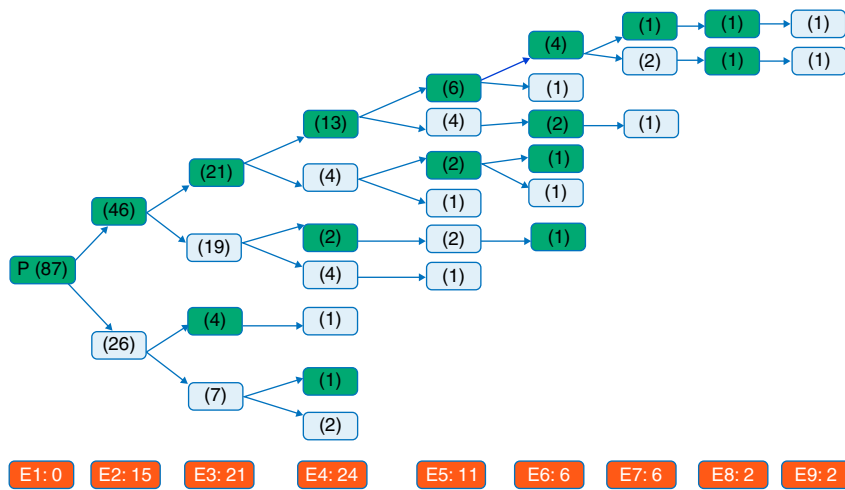 (1) (1) (1)
(4)
(2) (1) (1)
(6) (1)
(13) (4) (2) (1)
(21) (4) (2) (1)
(1) (1)
(46)
(19) (2) (2) (1)
P (87) (4) (1)
(26) (4) (1)
(7) (1)
(2)
E1: 0 E2: 15 E3: 21 E4: 24 E5: 11 E6: 6 E7: 6 E8: 2 E9: 2